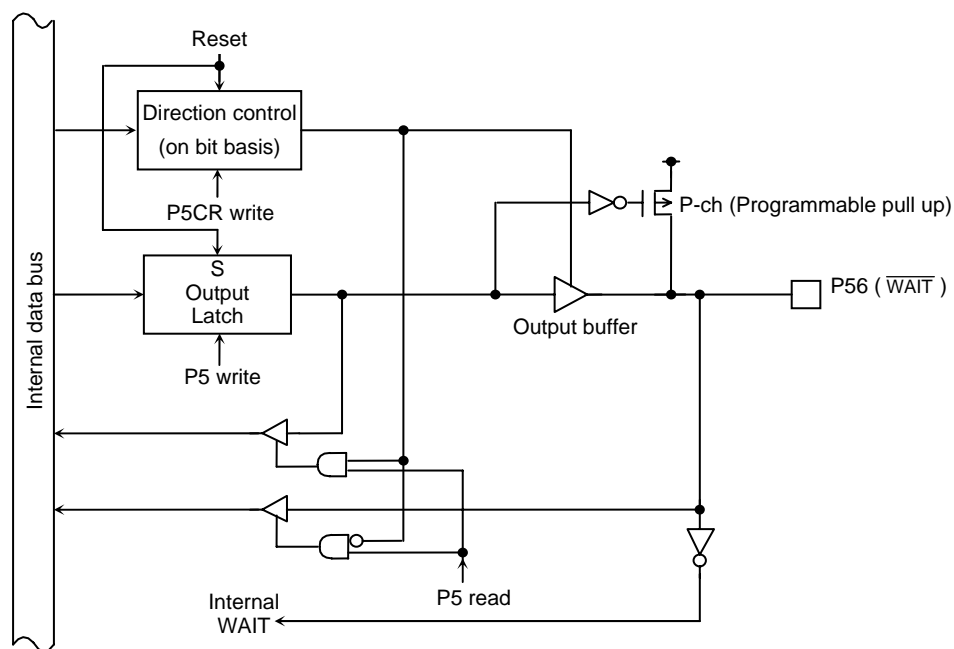 Reset
Direction control
(on bit basis)
P5CR write
P-ch (Programmable pull up)
S
Output
Latch
P56 ( WAIT )
Output buffer
P5 write
Internal data bus
P5 read
Internal
WAIT